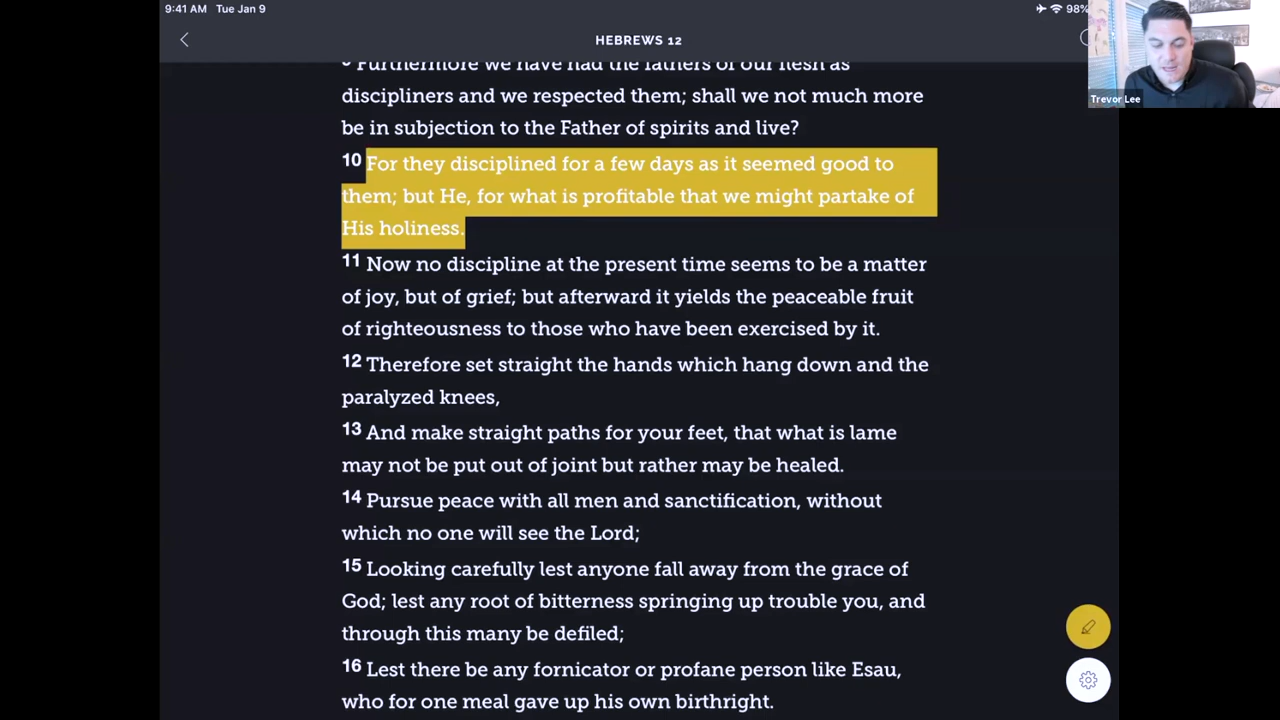 9:41 AM Tue Jan 9
98%
HEBREWS 12
Trevor Lee
Furthermore we have had the fathers of our flesh as
discipliners and we respected them; shall we not much more
be in subjection to the Father of spirits and live?
10 For they disciplined for a few days as it seemed good to
them; but He, for what is profitable that we might partake of
His holiness.
11 Now no discipline at the present time seems to be a matter
of joy, but of grief; but afterward it yields the peaceable fruit
of righteousness to those who have been exercised by it.
12 Therefore set straight the hands which hang down and the
paralyzed knees,
13 And make straight paths for your feet, that what is lame
may not be put out of joint but rather may be healed.
14 Pursue peace with all men and sanctification, without
which no one will see the Lord;
15 Looking carefully lest anyone fall away from the grace of
God; lest any root of bitterness springing up trouble you, and
through this many be defiled;
16 Lest there be any fornicator or profane person like Esau,
who for one meal gave up his own birthright.